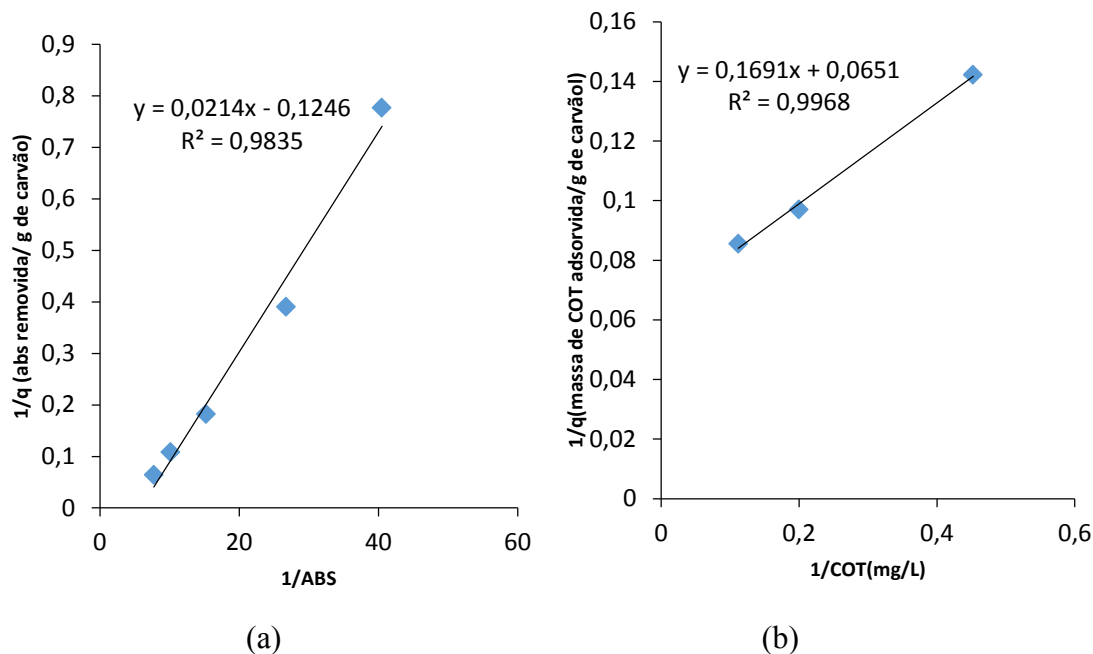 0,9
0,8
0,7
0,6
0,5
0,4
0,3
0,2
0,1
0
1/q (abs removida/ g de carvão)
y = 0,0214x - 0,1246
R² = 0,9835
0
20
40
60
1/ABS
(a)
0,16
0,14
0,12
0,1
0,08
0,06
0,04
0,02
0
1/q(massa de COT adsorvida/g de carvãol)
y = 0,1691x + 0,0651
R² = 0,9968
0
0,2
0,4
0,6
1/COT(mg/L)
(b)